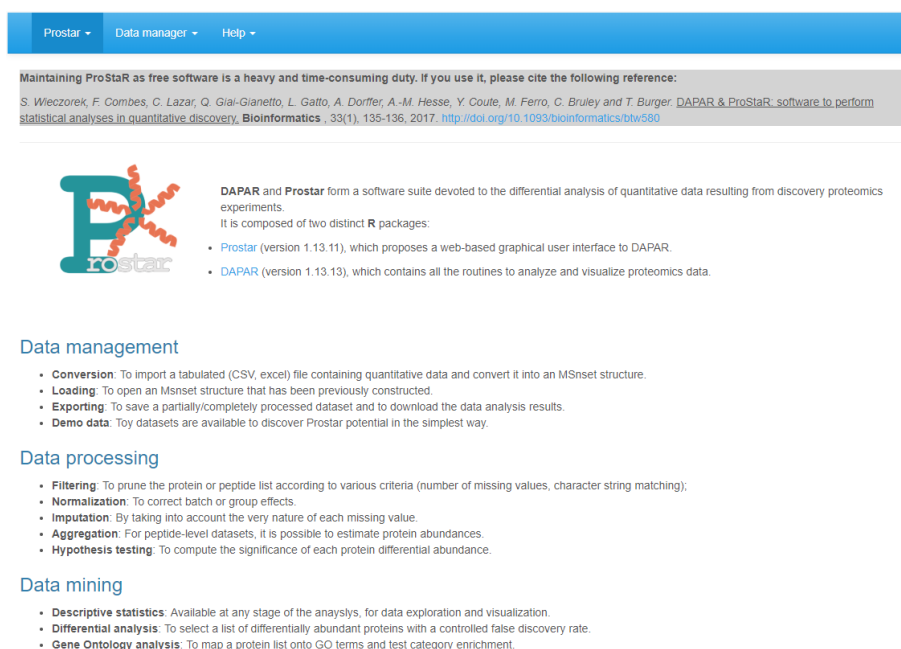 Prostar Data manager Help
Maintaining ProStaR as free software is a heavy and time-consuming duty. If you use it, please cite the following reference:
S. Wieczorek, F. Combes, C. Lazar, Q. Giai-Gianetto, L. Gatto, A. Dorffer, A.-M. Hesse, Y. Coute, M. Ferro, C. Bruley and T. Burger. DAPAR & ProStaR: software to perform
statistical analyses in quantitative discovery. Bioinformatics , 33(1), 135-136, 2017. http://doi.org/10.1093/bioinformatics/btw580
Prostar
DAPAR and Prostar form a software suite devoted to the differential analysis of quantitative data resulting from discovery proteomics
experiments.
It is composed of two distinct R packages:
• Prostar (version 1.13.11), which proposes a web-based graphical user interface to DAPAR.
• DAPAR (version 1.13.13), which contains all the routines to analyze and visualize proteomics data.
Data management
• Conversion: To import a tabulated (CSV, excel) file containing quantitative data and convert it into an MSnset structure.
• Loading: To open an Msnset structure that has been previously constructed.
• Exporting: To save a partially/completely processed dataset and to download the data analysis results.
• Demo data: Toy datasets are available to discover Prostar potential in the simplest way.
Data processing
• Filtering: To prune the protein or peptide list according to various criteria (number of missing values, character string matching);
• Normalization: To correct batch or group effects.
• Imputation: By taking into account the very nature of each missing value.
• Aggregation: For peptide-level datasets, it is possible to estimate protein abundances.
• Hypothesis testing: To compute the significance of each protein differential abundance.
Data mining
• Descriptive statistics: Available at any stage of the anayslys, for data exploration and visualization.
• Differential analysis: To select a list of differentially abundant proteins with a controlled false discovery rate.
• Gene Ontology analysis: To map a protein list onto GO terms and test category enrichment.